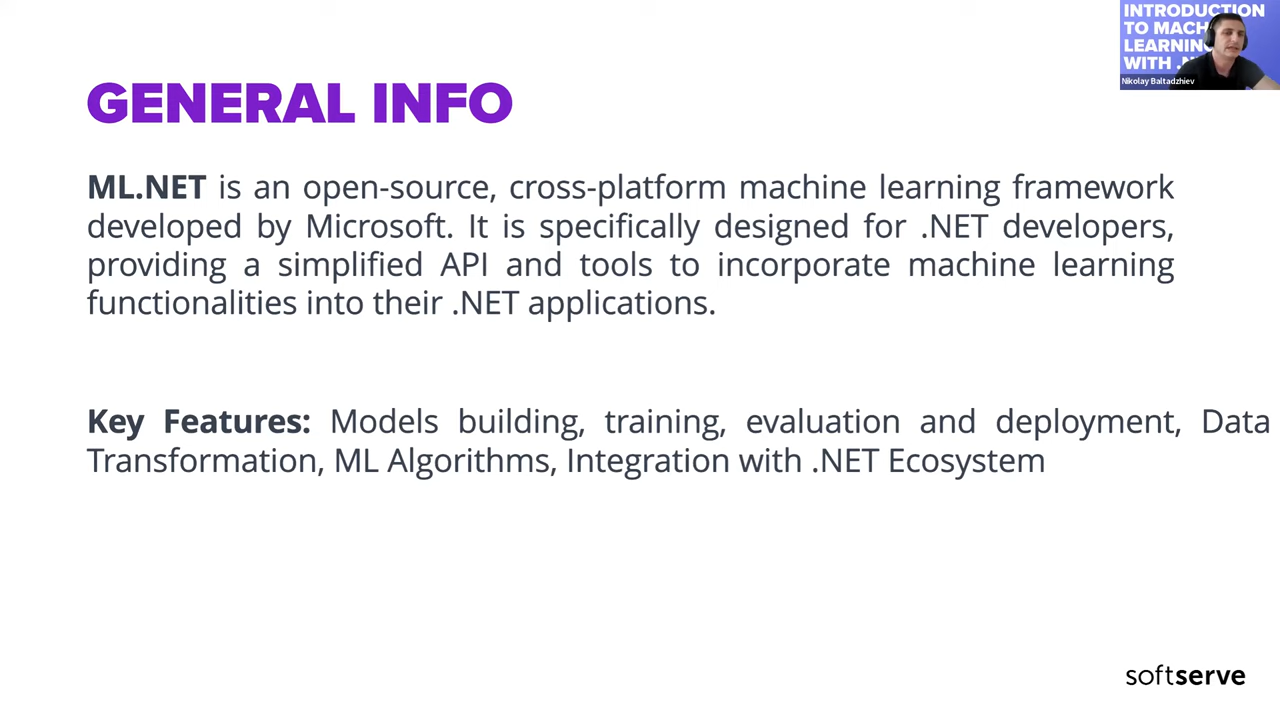 INTRODUCTION
TO MACH
LEARNING
WITH .N
Nikolay Baltadzhiev
GENERAL INFO
ML.NET is an open-source, cross-platform machine learning framework
developed by Microsoft. It is specifically designed for .NET developers,
providing a simplified API and tools to incorporate machine learning
functionalities into their .NET applications.
Key Features: Models building, training, evaluation and deployment, Data
Transformation, ML Algorithms, Integration with .NET Ecosystem
softserve